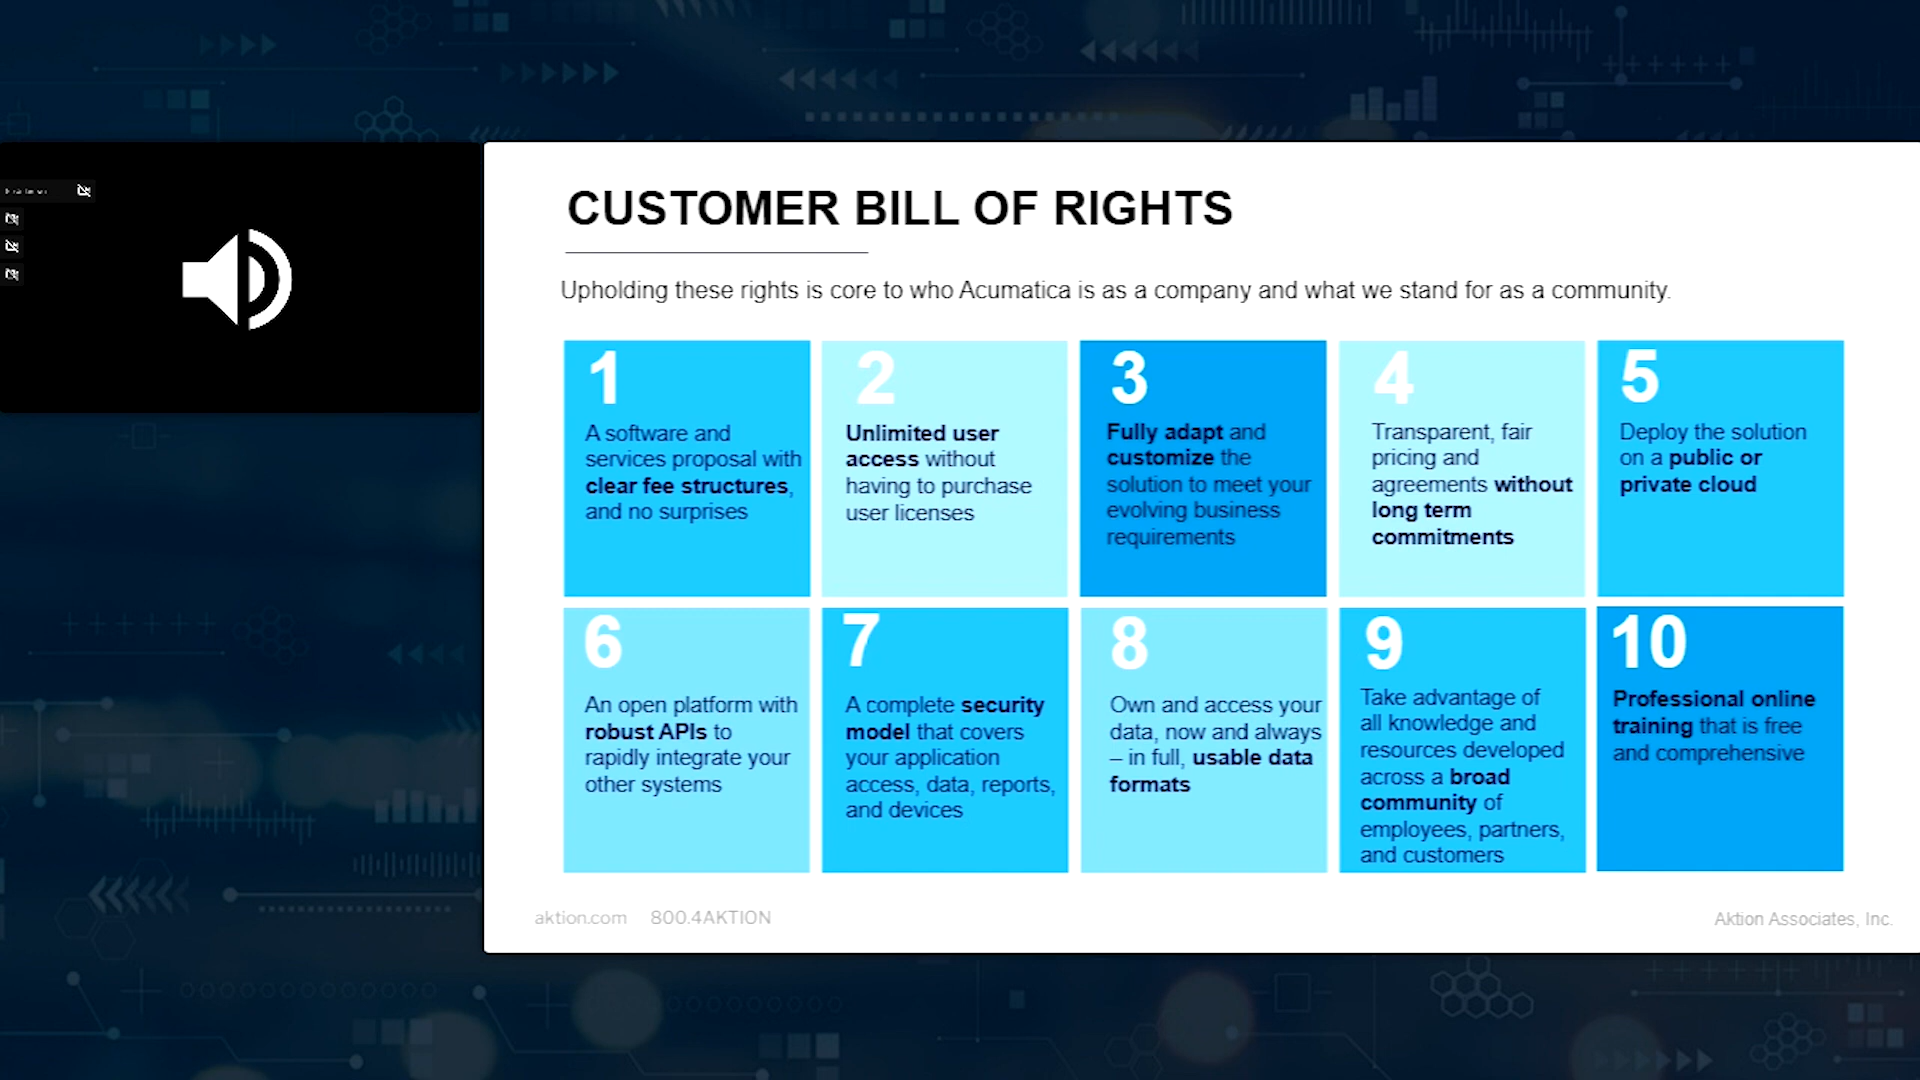 CUSTOMER BILL OF RIGHTS
Upholding these rights is core to who Acumatica is as a company and what we stand for as a community.
1
A software and
services proposal with
clear fee structures,
and no surprises
2
Unlimited user
access without
having to purchase
user licenses
3
Fully adapt and
customize the
solution to meet your
evolving business
requirements
4
Transparent, fair
pricing and
agreements without
long term
commitments
5
Deploy the solution
on a public or
private cloud
6
An open platform with
robust APIs to
rapidly integrate your
other systems
7
A complete security
model that covers
your application
access, data, reports,
and devices
8
Own and access your
data, now and always
– in full, usable data
formats
9
Take advantage of
all knowledge and
resources developed
across a broad
community of
employees, partners,
and customers
10
Professional online
training that is free
and comprehensive
aktion.com 800.4AKTION
Aktion Associates, Inc.